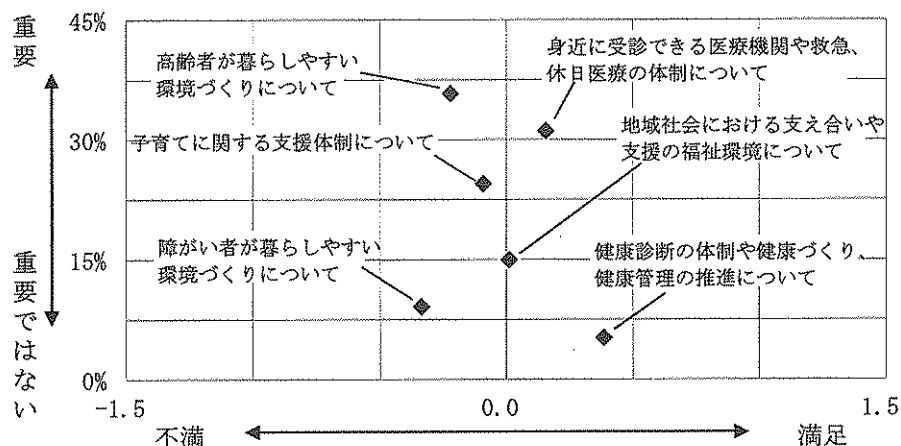 重要
重要ではない
45%
30%
15%
0%
高齢者が暮らしやすい
環境づくりについて
身近に受診できる医療機関や救急、
休日医療の体制について
子育てに関する支援体制について
地域社会における支え合いや
支援の福祉環境について
障がい者が暮らしやすい
環境づくりについて
健康診断の体制や健康づくり、
健康管理の推進について
-1.5
0.0
1.5
不満
満足